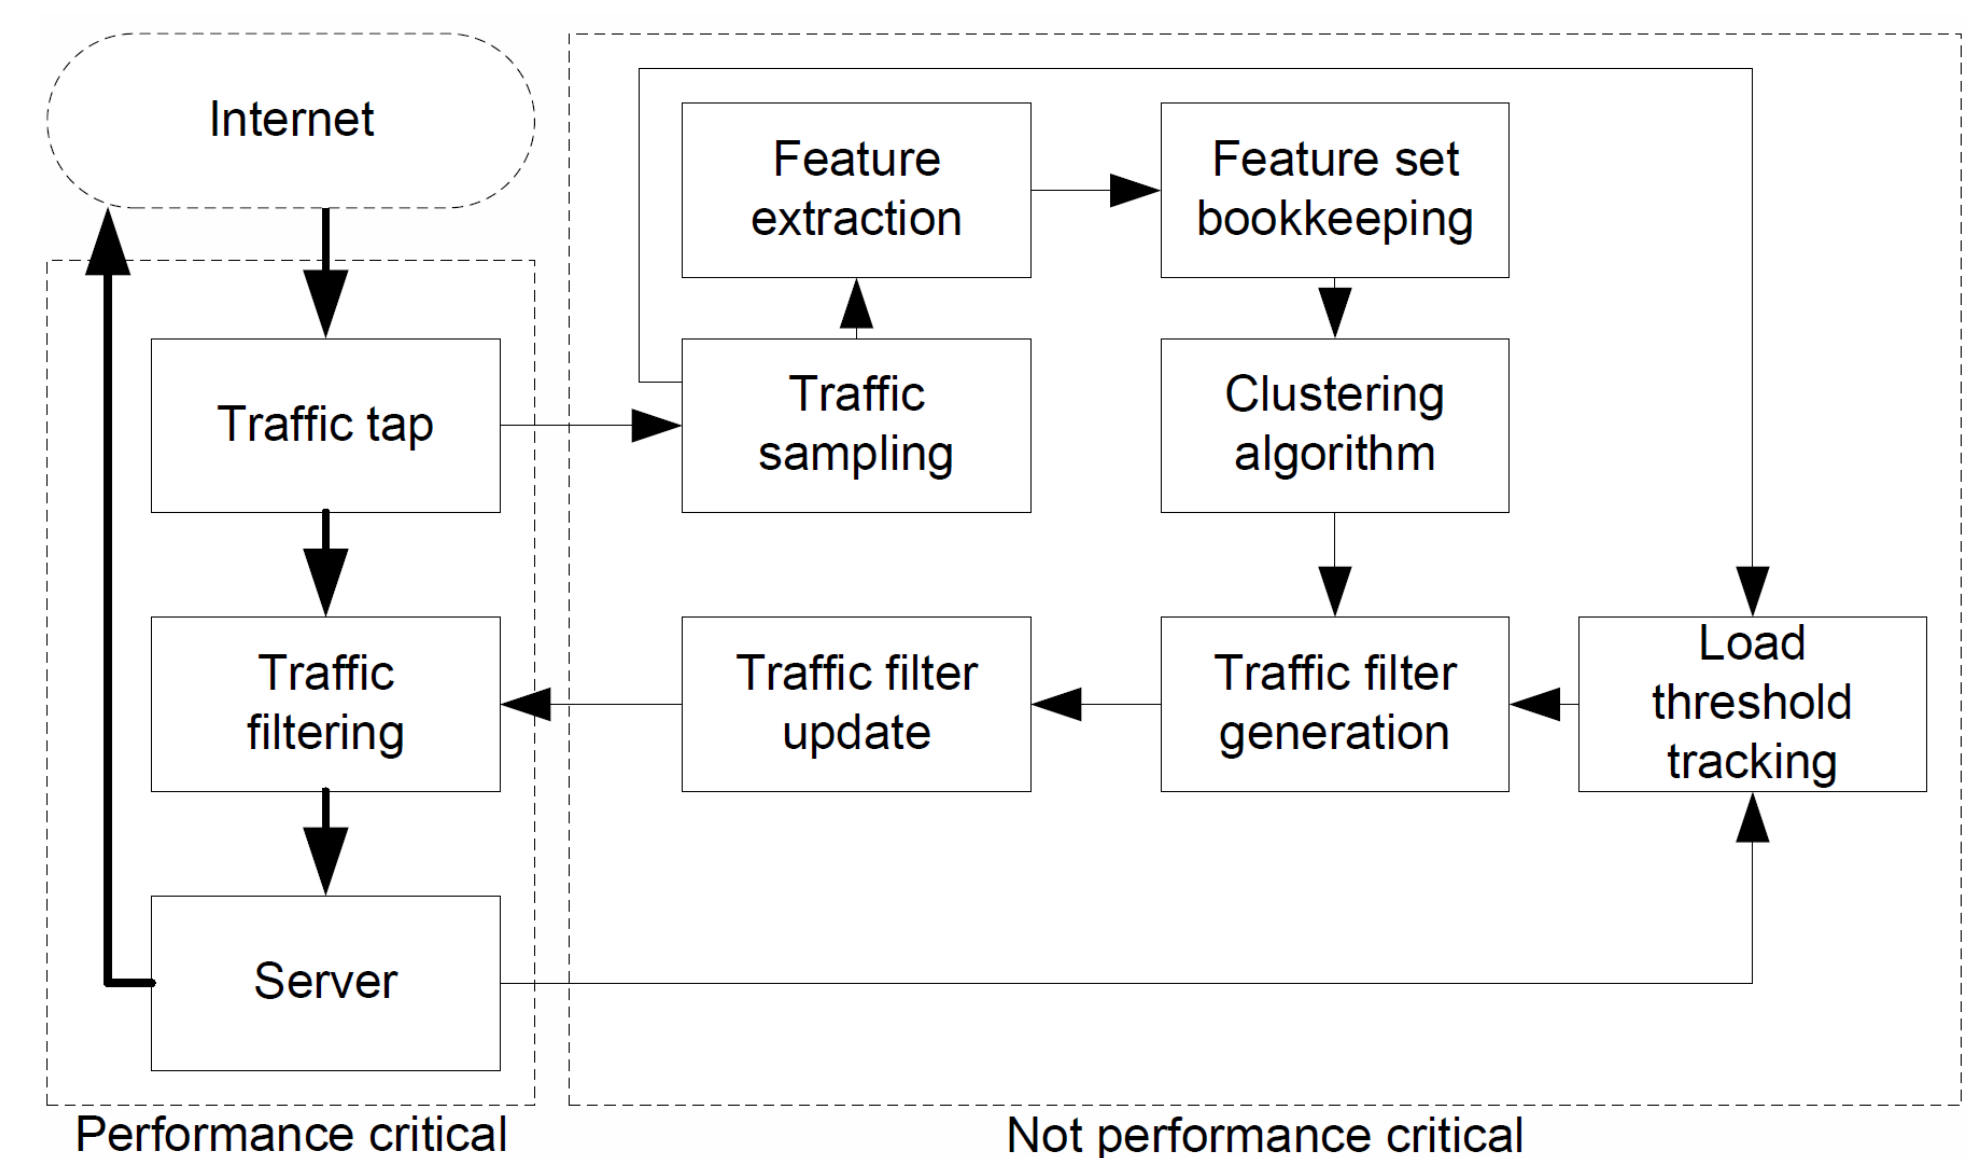 Internet
Feature
extraction
Feature set
bookkeeping
Traffic tap
Traffic
sampling
Clustering
algorithm
Traffic
filtering
Traffic filter
update
Traffic filter
generation
Load
threshold
tracking
Server
Performance critical
Not performance critical